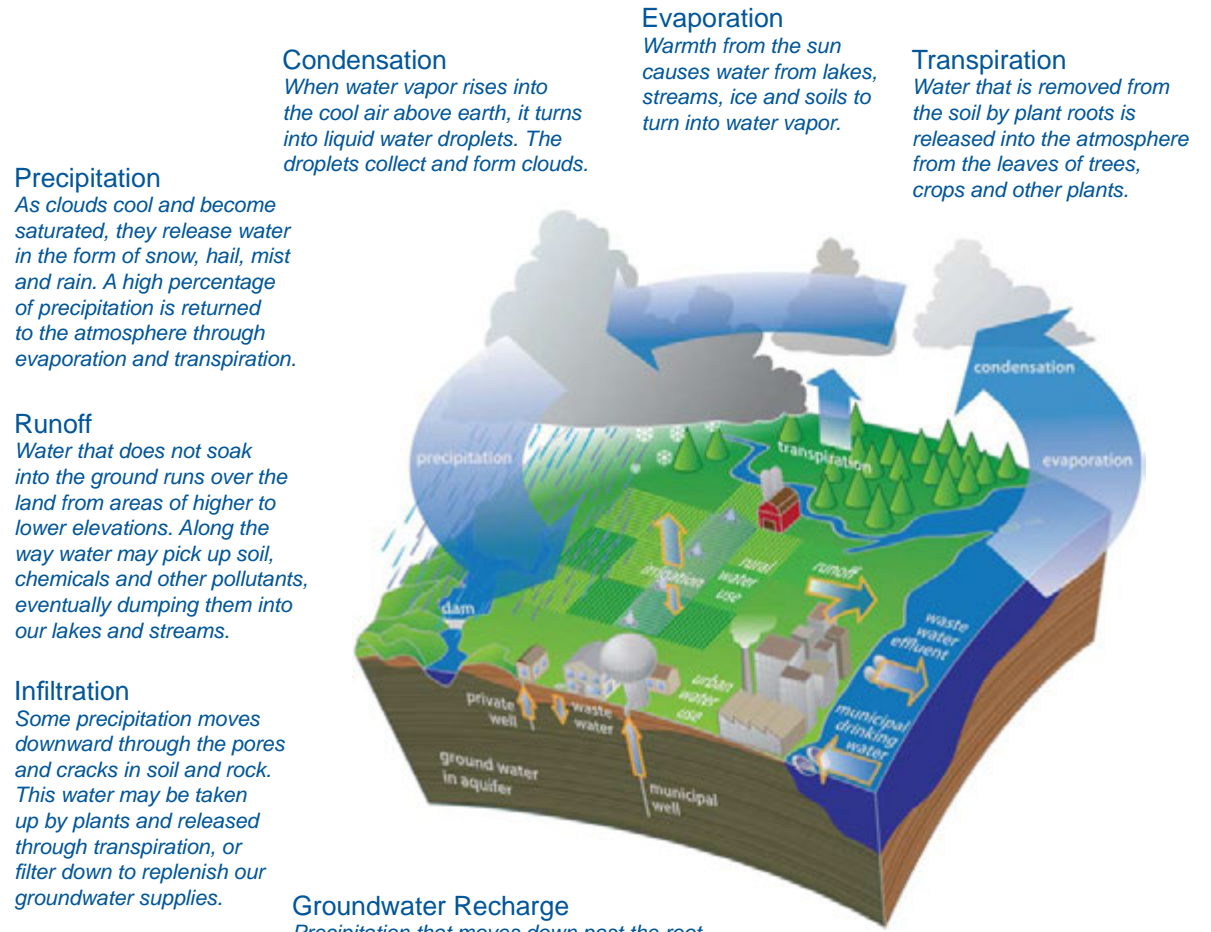 Evaporation
Warmth from the sun
causes water from lakes,
streams, ice and soils to
turn into water vapor.
Condensation
When water vapor rises into
the cool air above earth, it turns
into liquid water droplets. The
droplets collect and form clouds.
Transpiration
Water that is removed from
the soil by plant roots is
released into the atmosphere
from the leaves of trees,
crops and other plants.
Precipitation
As clouds cool and become
saturated, they release water
in the form of snow, hail, mist
and rain. A high percentage
of precipitation is returned
to the atmosphere through
evaporation and transpiration.
Runoff
Water that does not soak
into the ground runs over the
land from areas of higher to
lower elevations. Along the
way water may pick up soil,
chemicals and other pollutants,
eventually dumping them into
our lakes and streams.
Infiltration
Some precipitation moves
downward through the pores
and cracks in soil and rock.
This water may be taken
up by plants and released
through transpiration, or
filter down to replenish our
groundwater supplies.
condensation
precipitation
transpiration
evaporation
irrigation
rural
water
use
runoff
dam
waste
water
effluent
private
well
waste
water
urban
water
use
municipal
drinking
water
ground water
in aquifer
municipal
well
Groundwater Recharge
Precipitation that moves down past the root